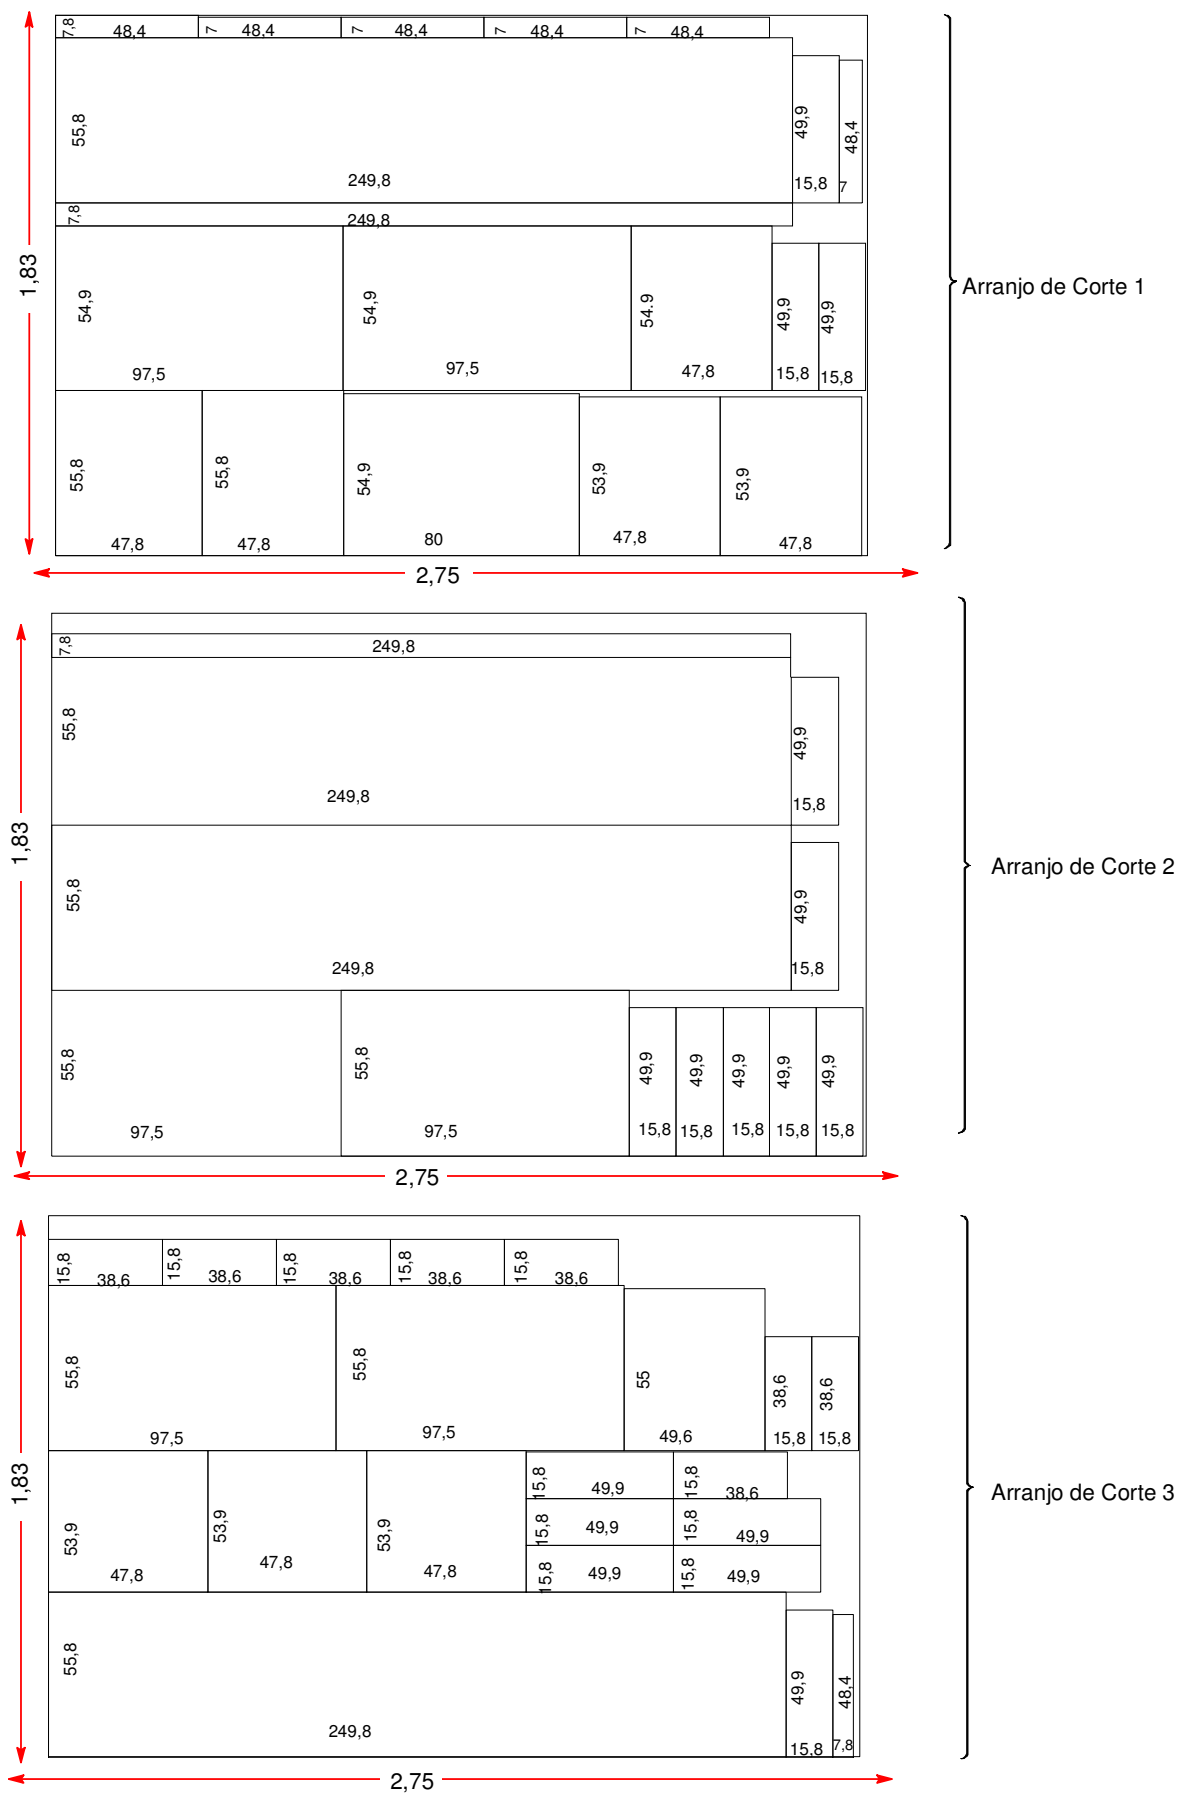 7,8 48,4 7 48,4 7 48,4 7 48,4 7 48,4
55,8 249,8 49,9 15,8 48,4 7
7,8 249,8
1,83
Arranjo de Corte 1
54,9 97,5 54,9 97,5 54.9 47,8 49,9 15,8 49,9 15,8
55,8 47,8 55,8 47,8 54,9 80 53,9 47,8 53,9 47,8
2,75
7,8 249,8
55,8 249,8 49,9 15,8
1,83
Arranjo de Corte 2
55,8 249,8 49,9 15,8
55,8 97,5 55,8 97,5 49,9 15,8 49,9 15,8 49,9 15,8 49,9 15,8 49,9 15,8
2,75
15,8 38,6 15,8 38,6 15,8 38,6 15,8 38,6 15,8 38,6
55,8 97,5 55,8 97,5 55 49,6 38,6 15,8 38,6 15,8
1,83
Arranjo de Corte 3
53,9 47,8 53,9 47,8 53,9 47,8
15,8 49,9 15,8 38,6
15,8 49,9 15,8 49,9
15,8 49,9 15,8 49,9
55,8 249,8 49,9 15,8 48,4 7,8
2,75